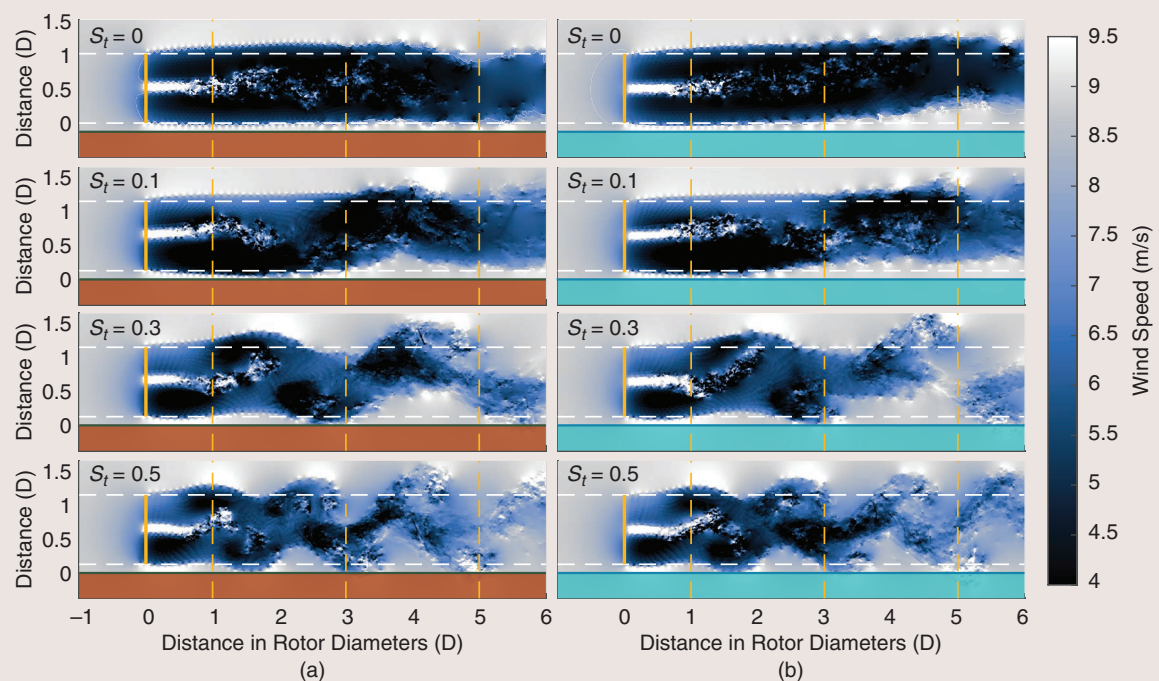 1.5
1
0.5
0
Distance (D)
S_t = 0
S_t = 0
1.5
1
0.5
0
Distance (D)
S_t = 0.1
S_t = 0.1
1.5
1
0.5
0
Distance (D)
S_t = 0.3
S_t = 0.3
1.5
1
0.5
0
Distance (D)
S_t = 0.5
S_t = 0.5
–1 0 1 2 3 4 5 6
0 1 2 3 4 5 6
Distance in Rotor Diameters (D)
Distance in Rotor Diameters (D)
(a)
(b)
9.5
9
8.5
8
7.5
7
6.5
6
5.5
5
4.5
4
Wind Speed (m/s)